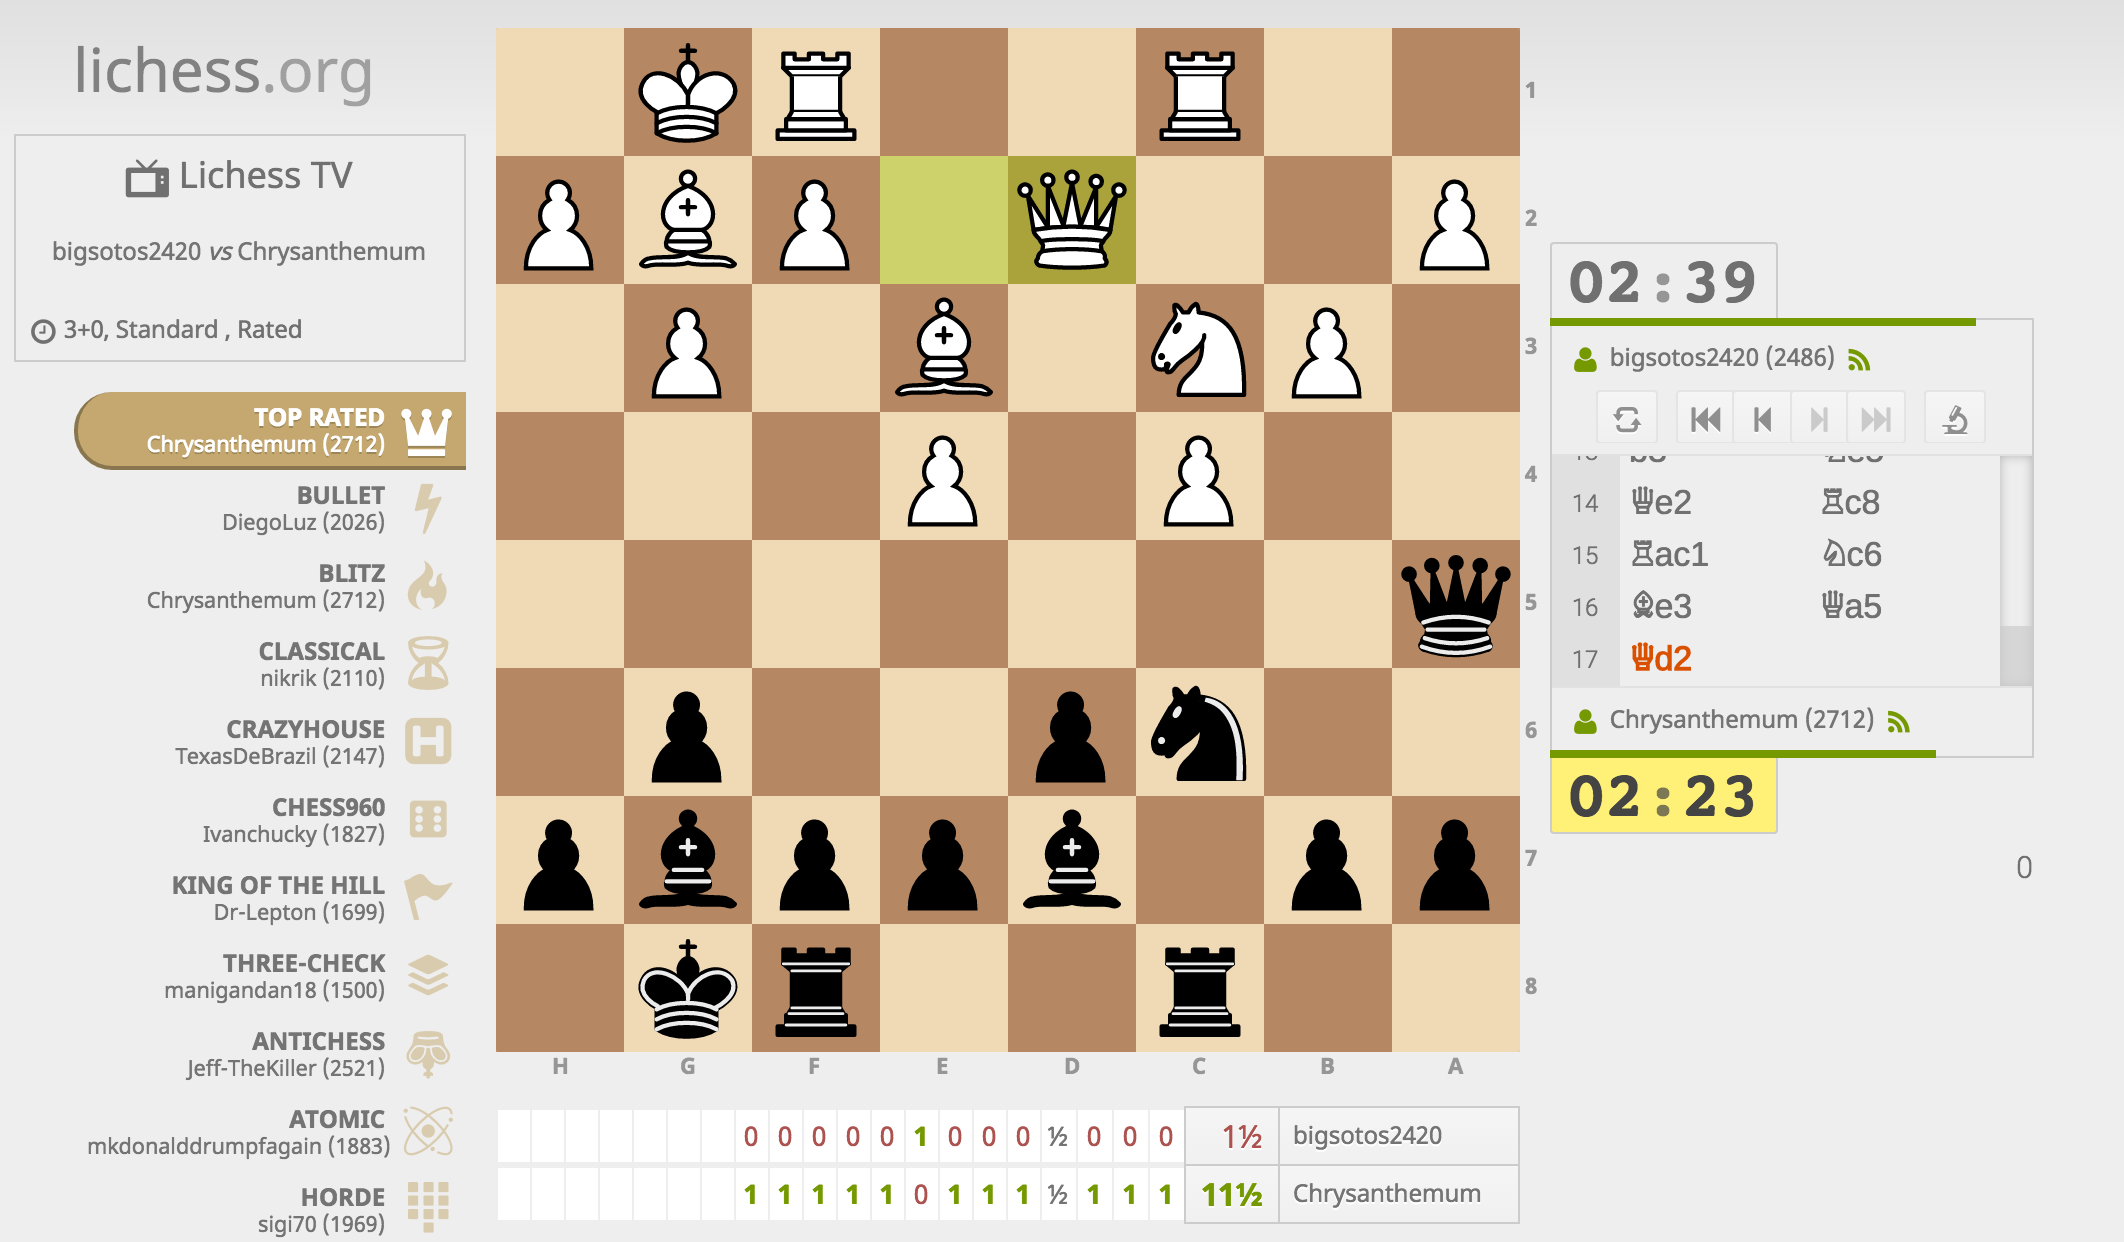 lichess.org
Lichess TV
bigsotos2420 vs Chrysanthemum
3+0, Standard , Rated
TOP RATED
Chrysanthemum (2712)
BULLET
DiegoLuz (2026)
BLITZ
Chrysanthemum (2712)
CLASSICAL
nikrik (2110)
CRAZYHOUSE
TexasDeBrazil (2147)
CHESS960
Ivanchucky (1827)
KING OF THE HILL
Dr-Lepton (1699)
THREE-CHECK
manigandan18 (1500)
ANTICHESS
Jeff-TheKiller (2521)
ATOMIC
mkdonalddrumpfagain (1883)
HORDE
sigi70 (1969)
1
2
3
4
5
6
7
8
H G F E D C B A
0 0 0 0 0 1 0 0 0 ½ 0 0 0 1½ bigsotos2420
1 1 1 1 1 0 1 1 1 ½ 1 1 1 11½ Chrysanthemum
02:39
bigsotos2420 (2486)
14 ♕e2 ♖c8
15 ♖ac1 ♘c6
16 ♗e3 ♕a5
17 ♕d2
Chrysanthemum (2712)
02:23
0